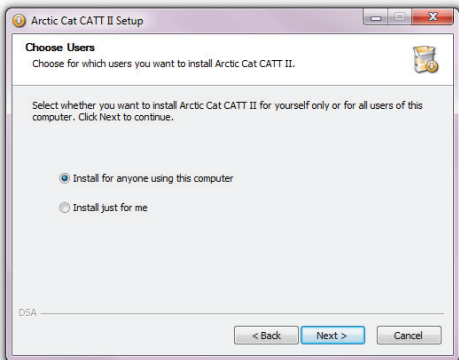 Arctic Cat CATT II Setup
Choose Users
Choose for which users you want to install Arctic Cat CATT II.
Select whether you want to install Arctic Cat CATT II for yourself only or for all users of this
computer. Click Next to continue.
Install for anyone using this computer
Install just for me
DSA
< Back
Next >
Cancel